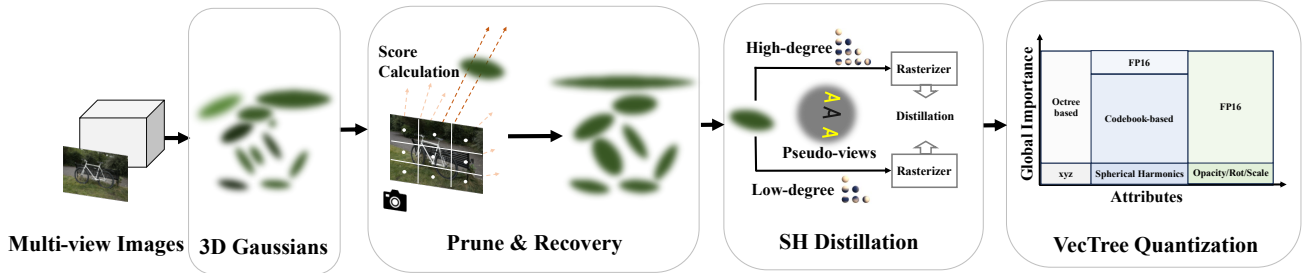 Multi-view Images
3D Gaussians
Score
Calculation
Prune & Recovery
High-degree
Rasterizer
Distillation
A
A
A
Pseudo-views
Low-degree
Rasterizer
SH Distillation
Global Importance
Octree
based
FP16
Codebook-based
FP16
xyz
Spherical Harmonics
Opacity/Rot/Scale
Attributes
VecTree Quantization